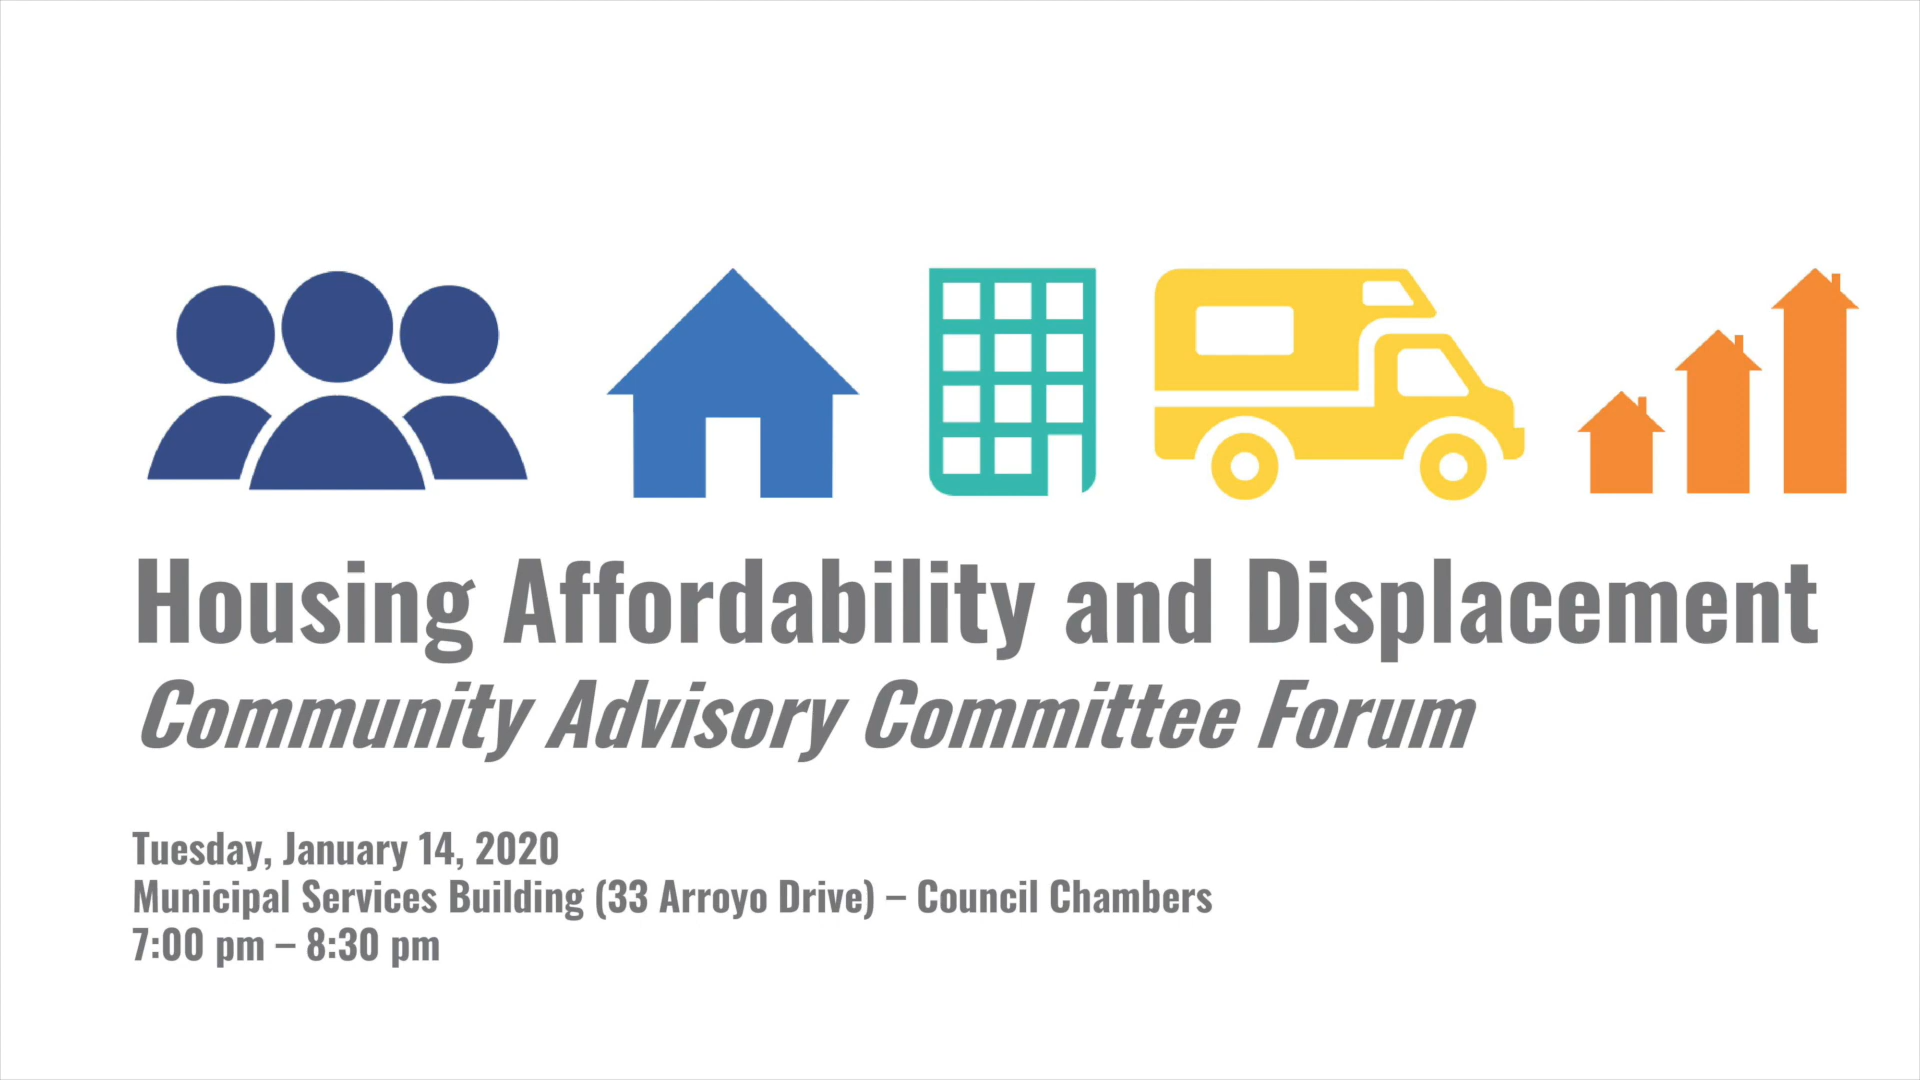 Housing Affordability and Displacement
Community Advisory Committee Forum
Tuesday, January 14, 2020
Municipal Services Building (33 Arroyo Drive) – Council Chambers
7:00 pm – 8:30 pm